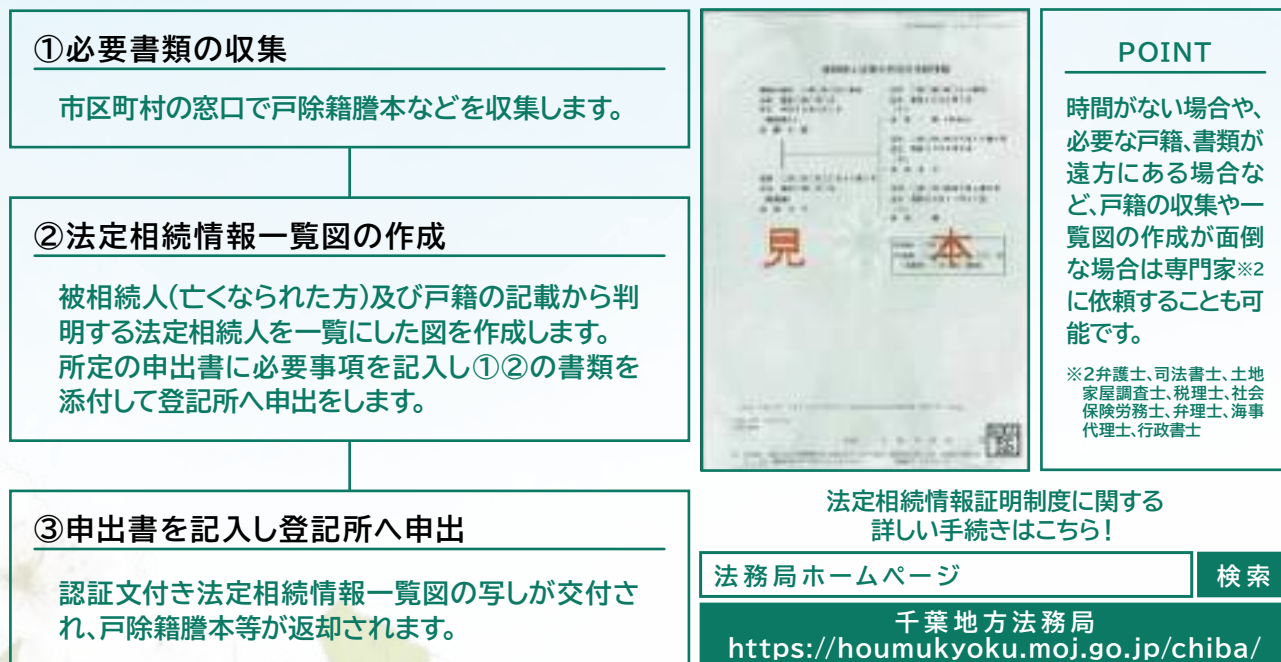 ①必要書類の収集
市区町村の窓口で戸除籍謄本などを収集します。
②法定相続情報一覧図の作成
被相続人(亡くなられた方)及び戸籍の記載から判
明する法定相続人を一覧にした図を作成します。
所定の申出書に必要事項を記入し①②の書類を
添付して登記所へ申出をします。
③申出書を記入し登記所へ申出
認証文付き法定相続情報一覧図の写しが交付さ
れ、戸除籍謄本等が返却されます。
見 本
POINT
時間がない場合や、
必要な戸籍、書類が
遠方にある場合な
ど、戸籍の収集や一
覧図の作成が面倒
な場合は専門家※2
に依頼することも可
能です。
※2弁護士、司法書士、土地
家屋調査士、税理士、社会
保険労務士、弁理士、海事
代理士、行政書士
法定相続情報証明制度に関する
詳しい手続きはこちら!
法務局ホームページ 検索
千葉地方法務局
https://houmukyoku.moj.go.jp/chiba/